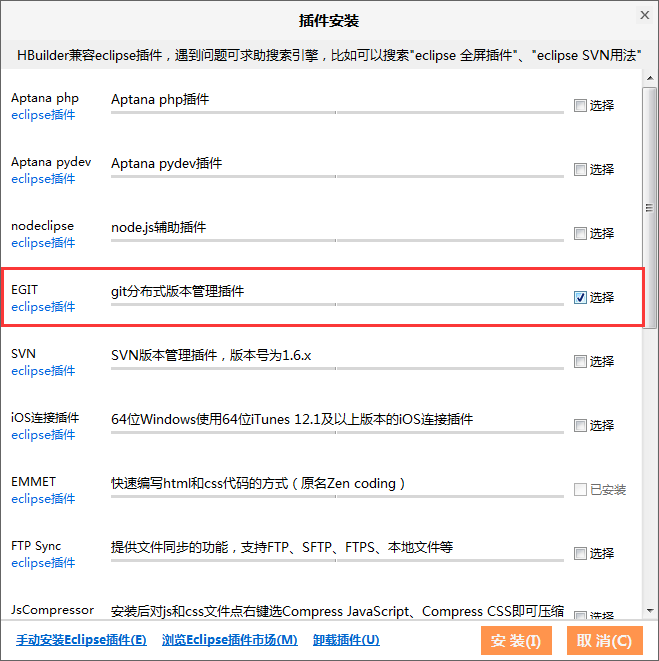 插件安装
HBuilder兼容eclipse插件，遇到问题可求助搜索引擎，比如可以搜索"eclipse 全屏插件"、"eclipse SVN用法"
Aptana php
eclipse插件
Aptana php插件
选择
Aptana pydev
eclipse插件
Aptana pydev插件
选择
nodeclipse
eclipse插件
node.js辅助插件
选择
EGIT
eclipse插件
git分布式版本管理插件
选择
SVN
eclipse插件
SVN版本管理插件，版本号为1.6.x
选择
iOS连接插件
eclipse插件
64位Windows使用64位iTunes 12.1及以上版本的iOS连接插件
选择
EMMET
eclipse插件
快速编写html和css代码的方式（原名Zen coding）
已安装
FTP Sync
eclipse插件
提供文件同步的功能，支持FTP、SFTP、FTPS、本地文件等
选择
JsCompressor
安装后对js和css文件点右键选Compress JavaScript、Compress CSS即可压缩
选择
手动安装Eclipse插件(E) 浏览Eclipse插件市场(M) 卸载插件(U) 安 装(I) 取 消(C)